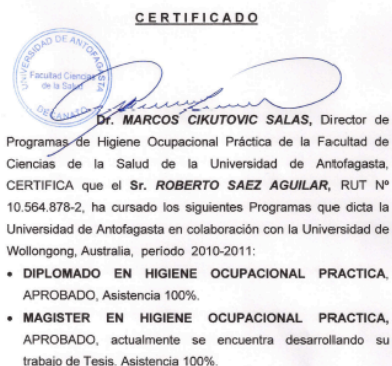 CERTIFICADO
UNIVERSIDAD DE ANTOFAGASTA
Facultad Ciencias
de la Salud
DECANATO
Dr. MARCOS CIKUTOVIC SALAS, Director de
Programas de Higiene Ocupacional Práctica de la Facultad de
Ciencias de la Salud de la Universidad de Antofagasta,
CERTIFICA que el Sr. ROBERTO SAEZ AGUILAR, RUT Nº
10.564.878-2, ha cursado los siguientes Programas que dicta la
Universidad de Antofagasta en colaboración con la Universidad de
Wollongong, Australia, período 2010-2011:
• DIPLOMADO EN HIGIENE OCUPACIONAL PRACTICA,
APROBADO, Asistencia 100%.
• MAGISTER EN HIGIENE OCUPACIONAL PRACTICA,
APROBADO, actualmente se encuentra desarrollando su
trabajo de Tesis. Asistencia 100%.